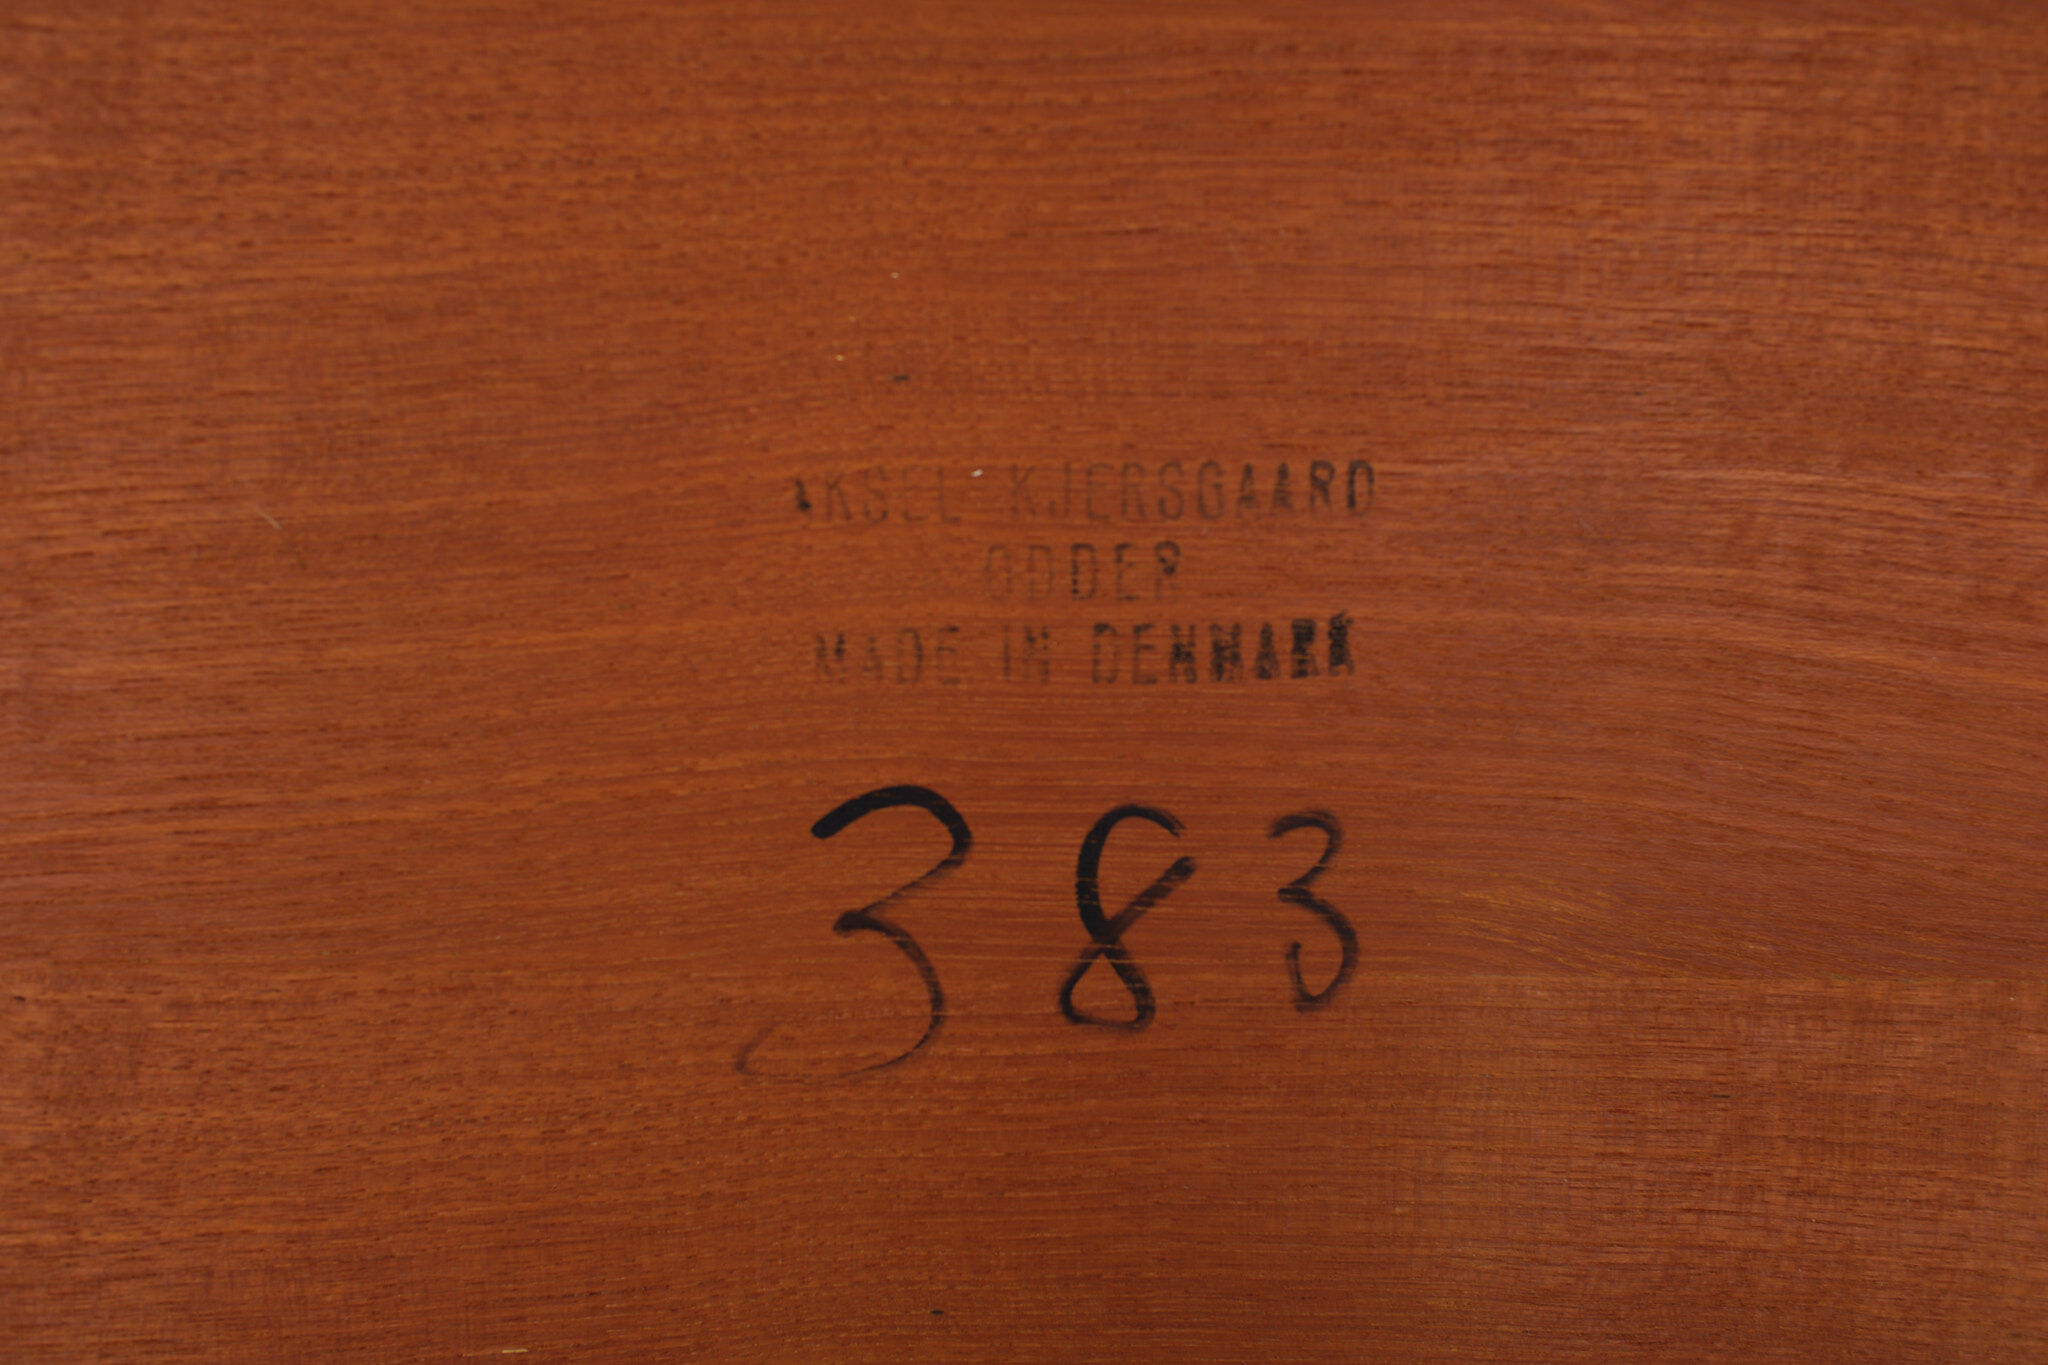 AKSEL KJERSGAARD
ODDER
MADE IN DENMARK
383